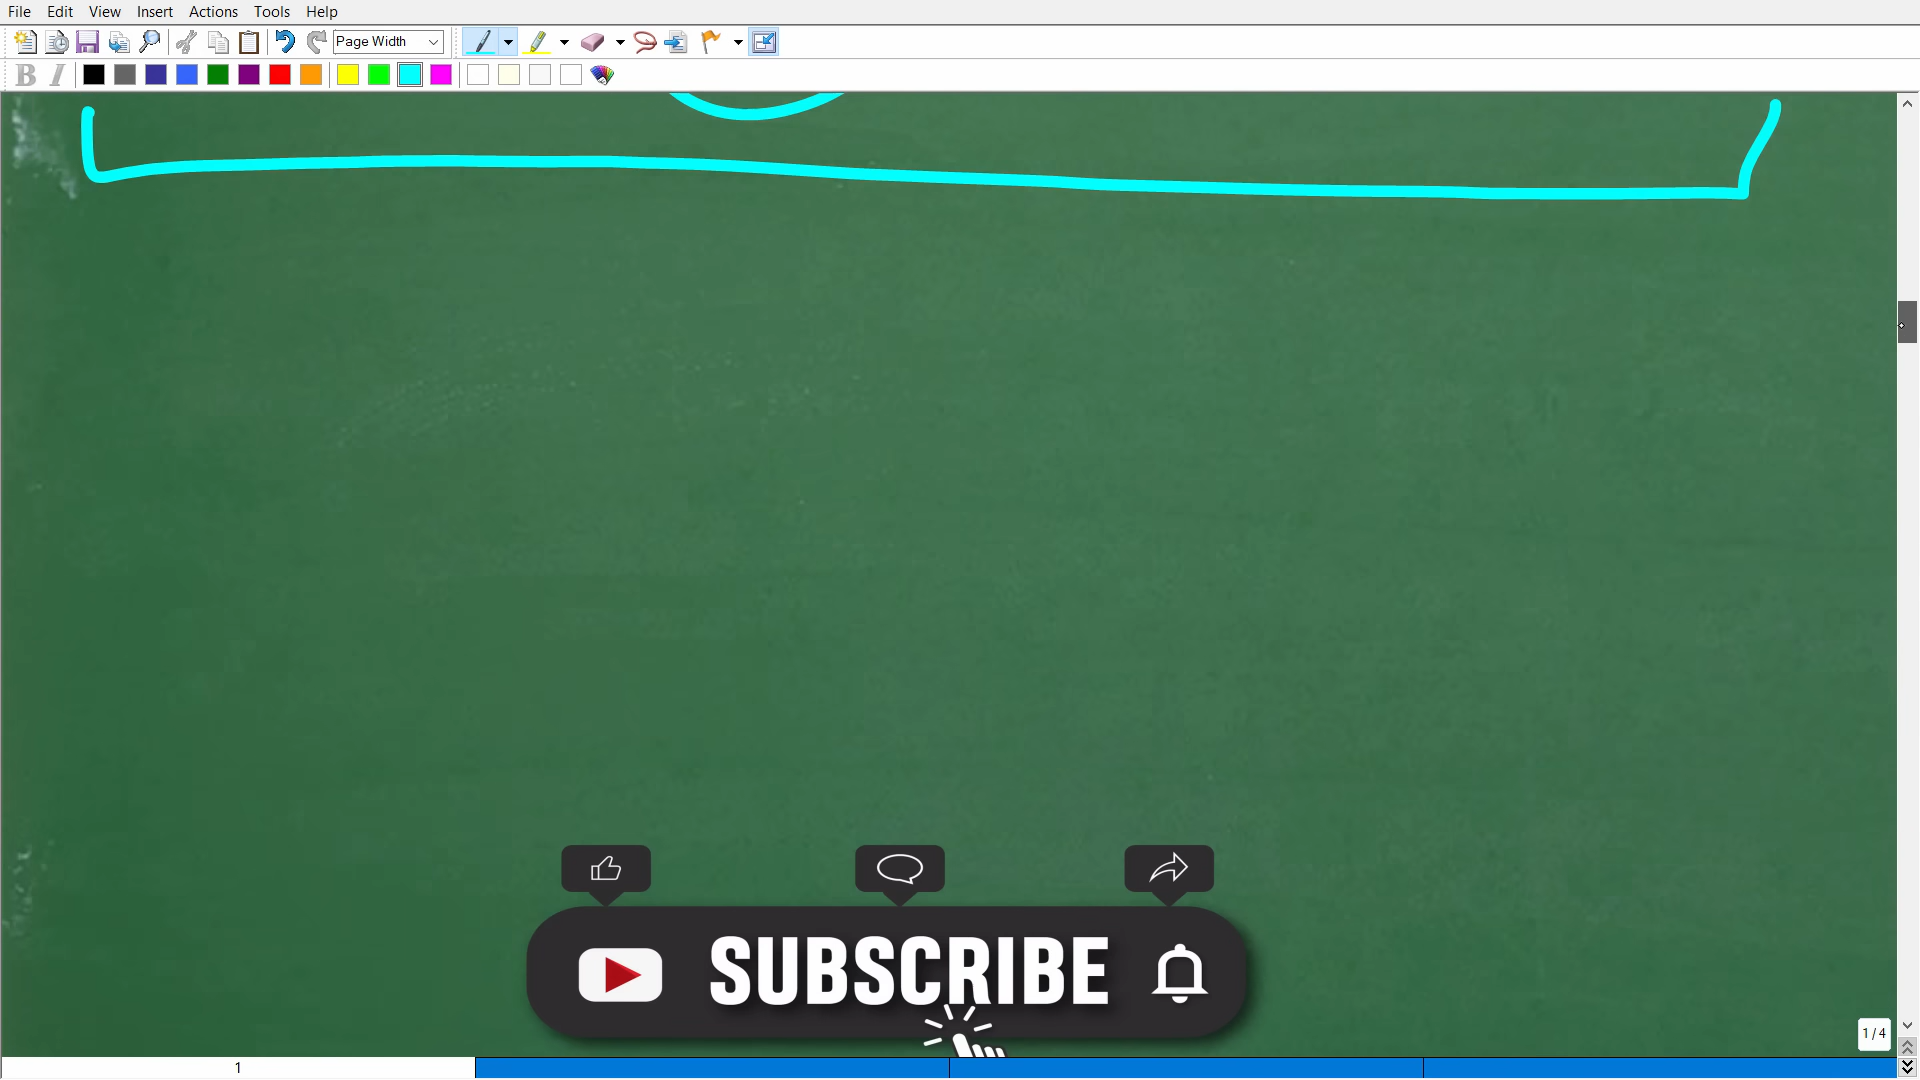 File Edit View Insert Actions Tools Help
Page Width
B I
SUBSCRIBE
1 / 4
1